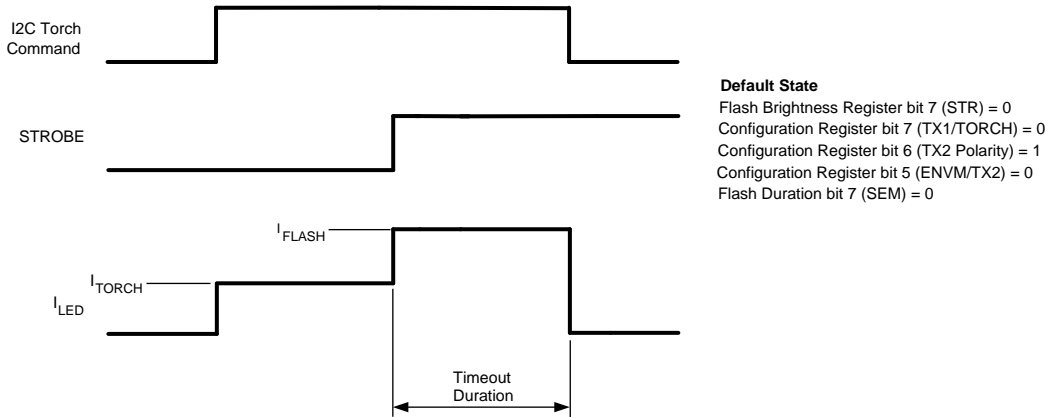 I2C Torch
Command
Default State
Flash Brightness Register bit 7 (STR) = 0
Configuration Register bit 7 (TX1/TORCH) = 0
Configuration Register bit 6 (TX2 Polarity) = 1
Configuration Register bit 5 (ENVM/TX2) = 0
Flash Duration bit 7 (SEM) = 0
STROBE
IFLASH
ITORCH
ILED
Timeout
Duration